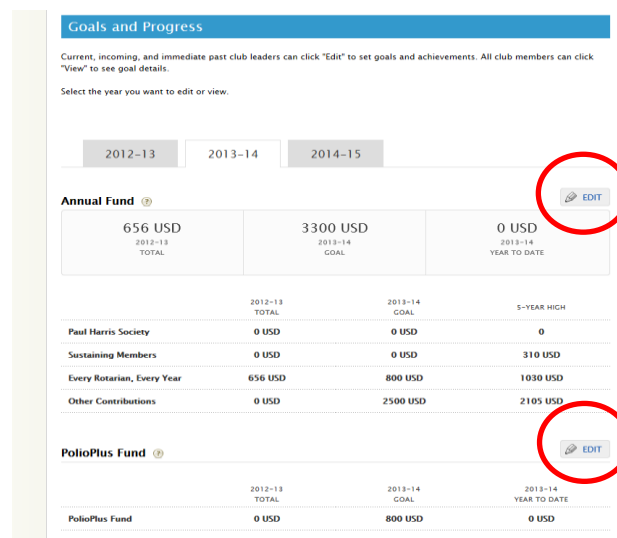 Goals and Progress
Current, incoming, and immediate past club leaders can click "Edit" to set goals and achievements. All club members can click
"View" to see goal details.
Select the year you want to edit or view.
2012-13 2013-14 2014-15
Annual Fund ? EDIT
656 USD 3300 USD 0 USD
2012-13 2013-14 2013-14
TOTAL GOAL YEAR TO DATE
2012-13 2013-14 5-YEAR HIGH
TOTAL GOAL
Paul Harris Society 0 USD 0 USD 0
Sustaining Members 0 USD 0 USD 310 USD
Every Rotarian, Every Year 656 USD 800 USD 1030 USD
Other Contributions 0 USD 2500 USD 2105 USD
PolioPlus Fund ? EDIT
2012-13 2013-14 2013-14
TOTAL GOAL YEAR TO DATE
PolioPlus Fund 0 USD 800 USD 0 USD